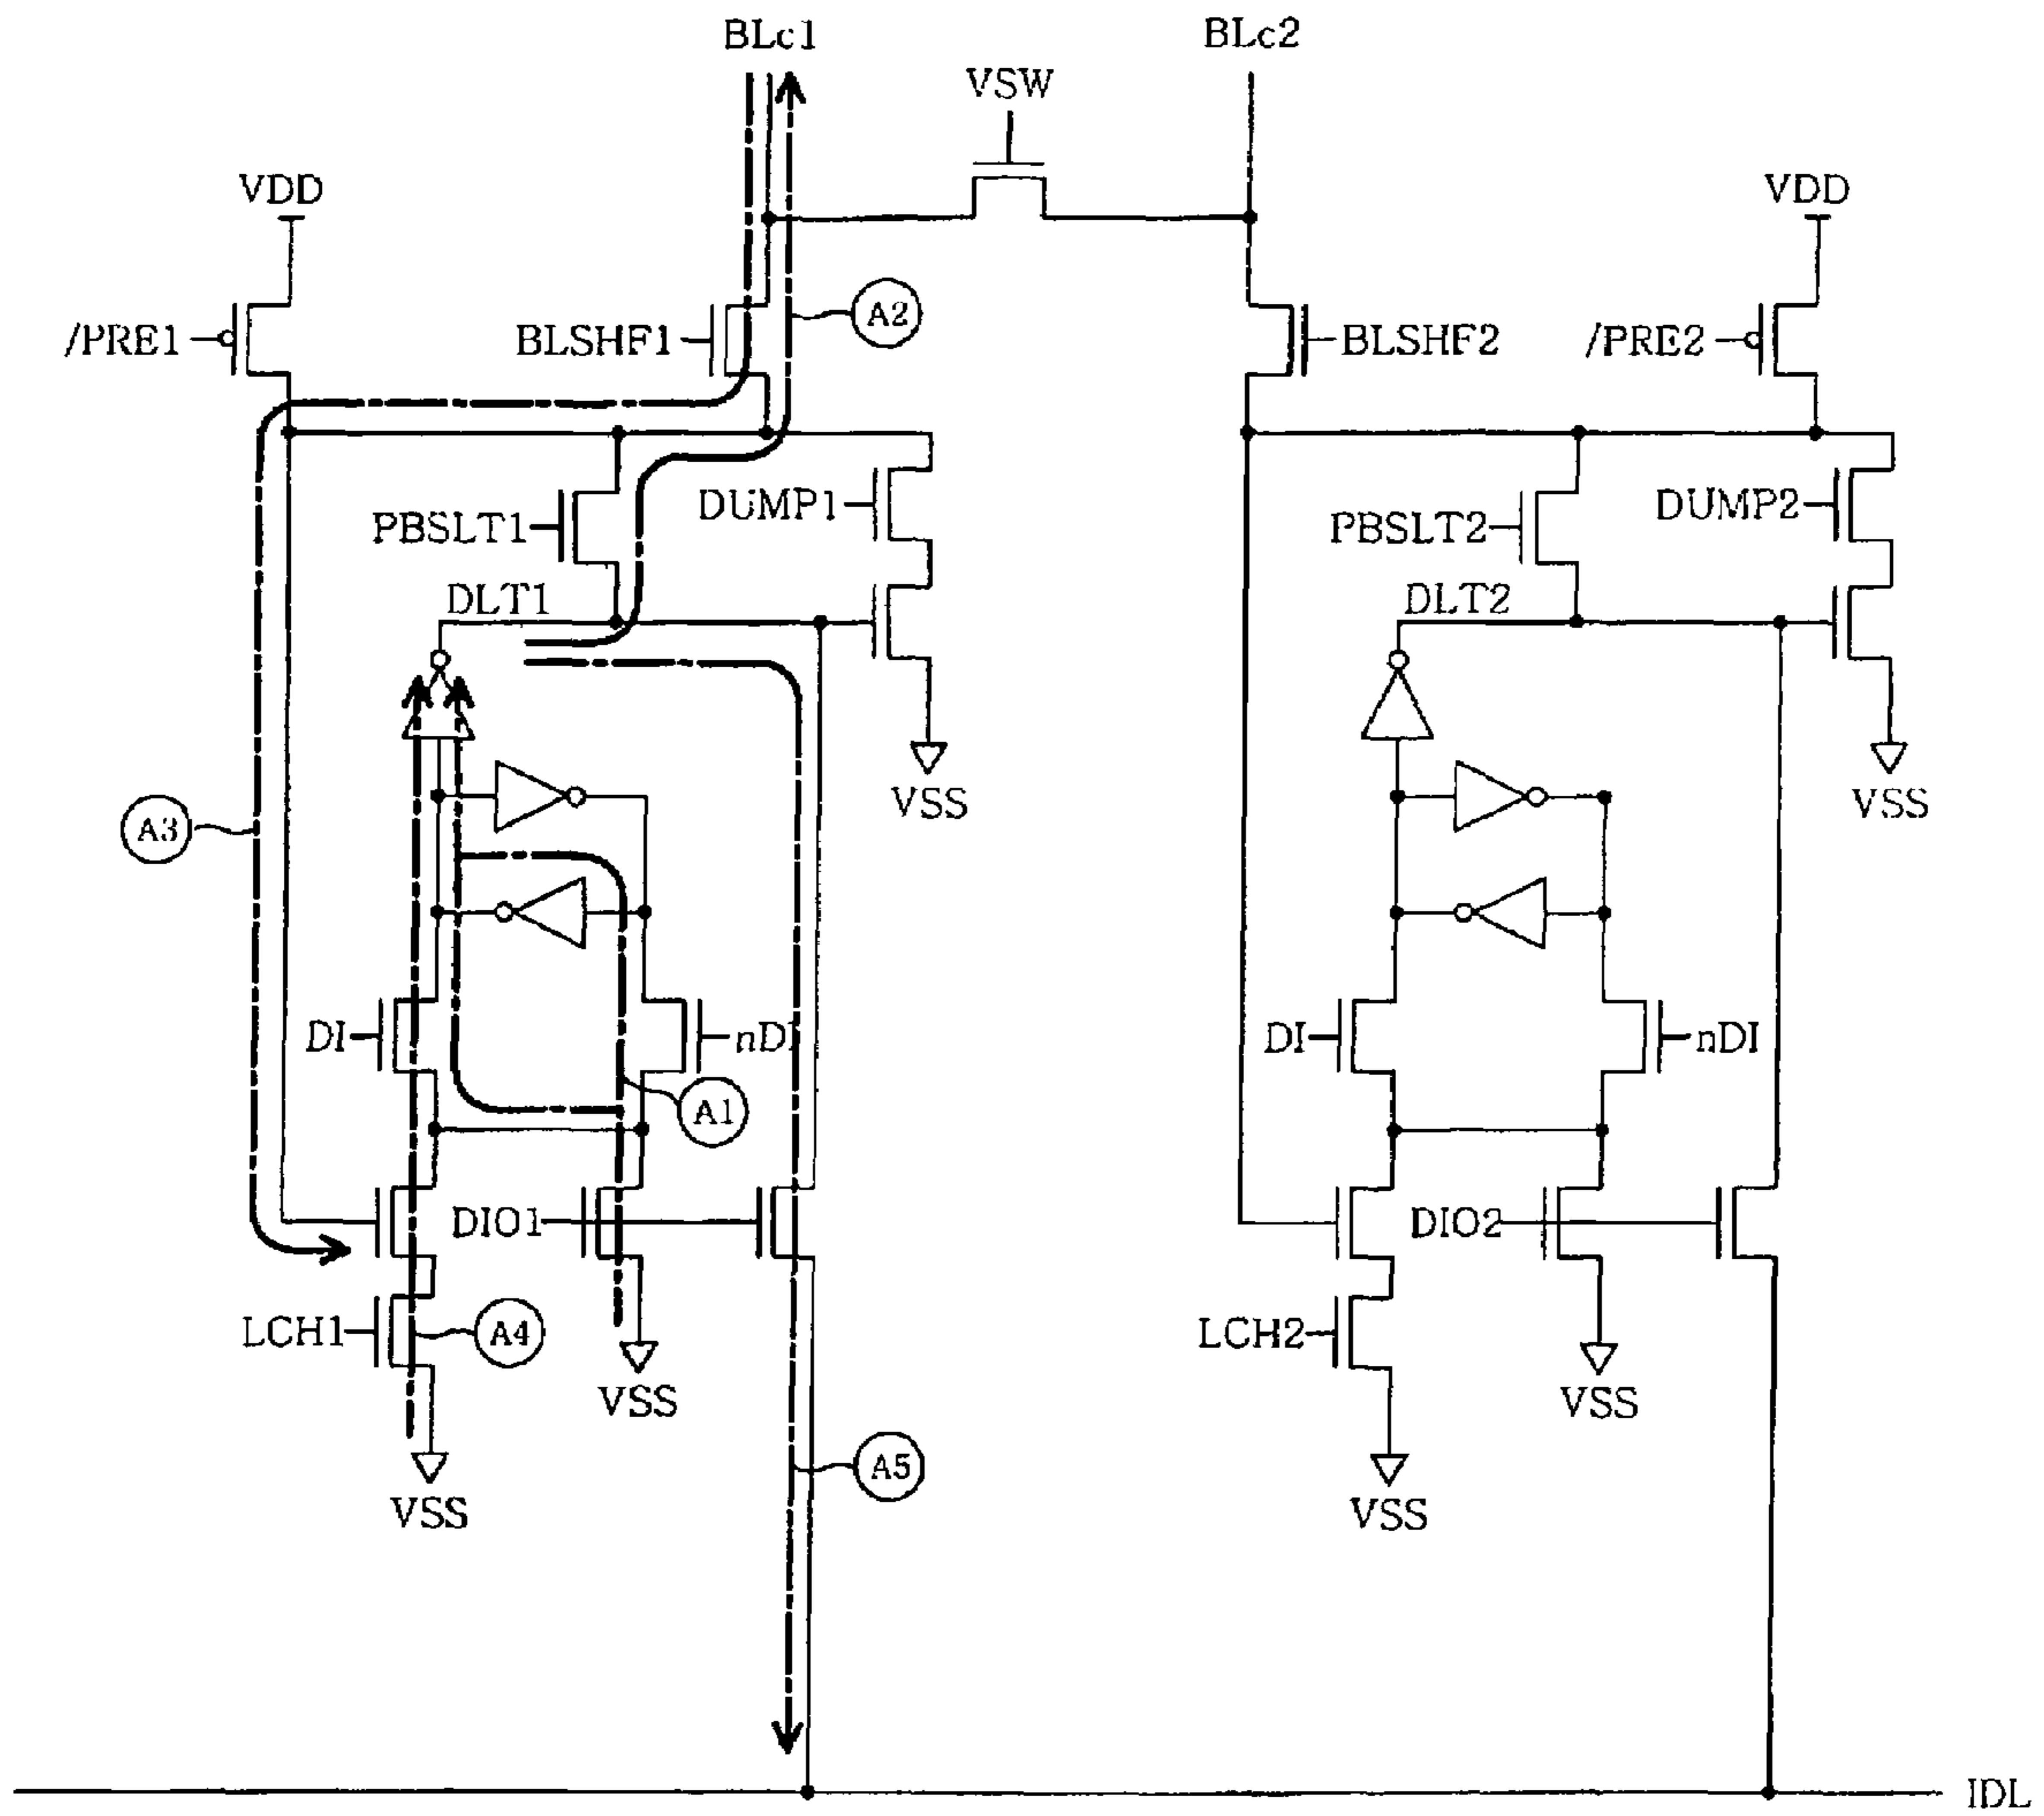 BLc1
BLc2
VSW
VDD
VDD
A2
/PRE1
BLSHF1
BLSHF2
/PRE2
PBSLT1
DUMP1
PBSLT2
DUMP2
DLT1
DLT2
VSS
VSS
A3
DI
nDI
DI
nDI
A1
DIO1
DIO2
LCH1
A4
LCH2
VSS
VSS
A5
VSS
VSS
IDL